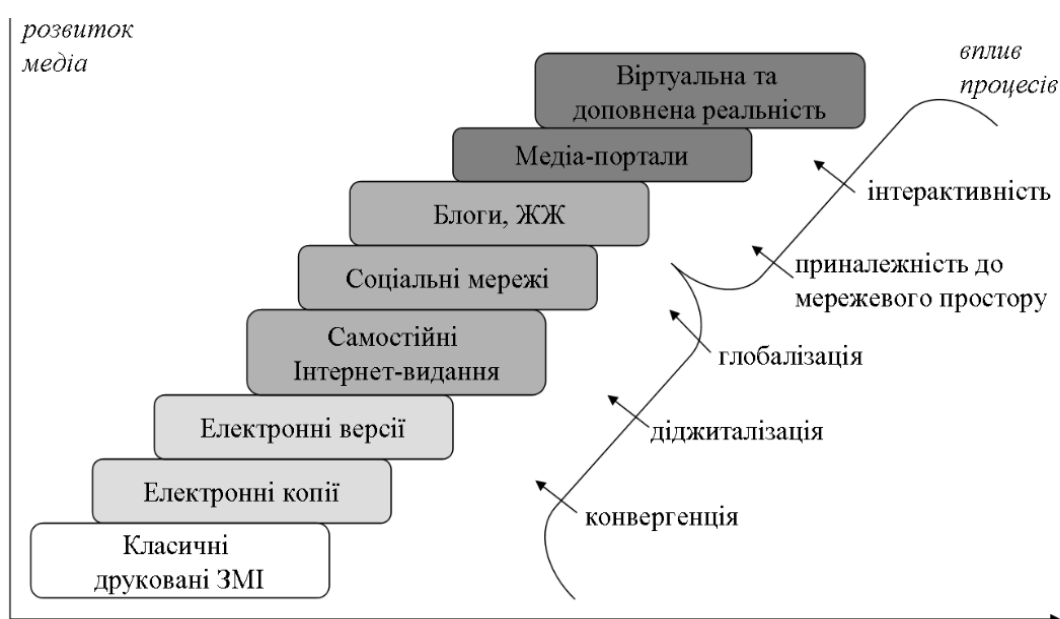 розвиток
медіа
вплив
процесів
Віртуальна та
доповнена реальність
Медіа-портали
Блоги, ЖЖ
Соціальні мережі
Самостійні
Інтернет-видання
Електронні версії
Електронні копії
Класичні
друковані ЗМІ
інтерактивність
приналежність до
мережевого простору
глобалізація
діджиталізація
конвергенція